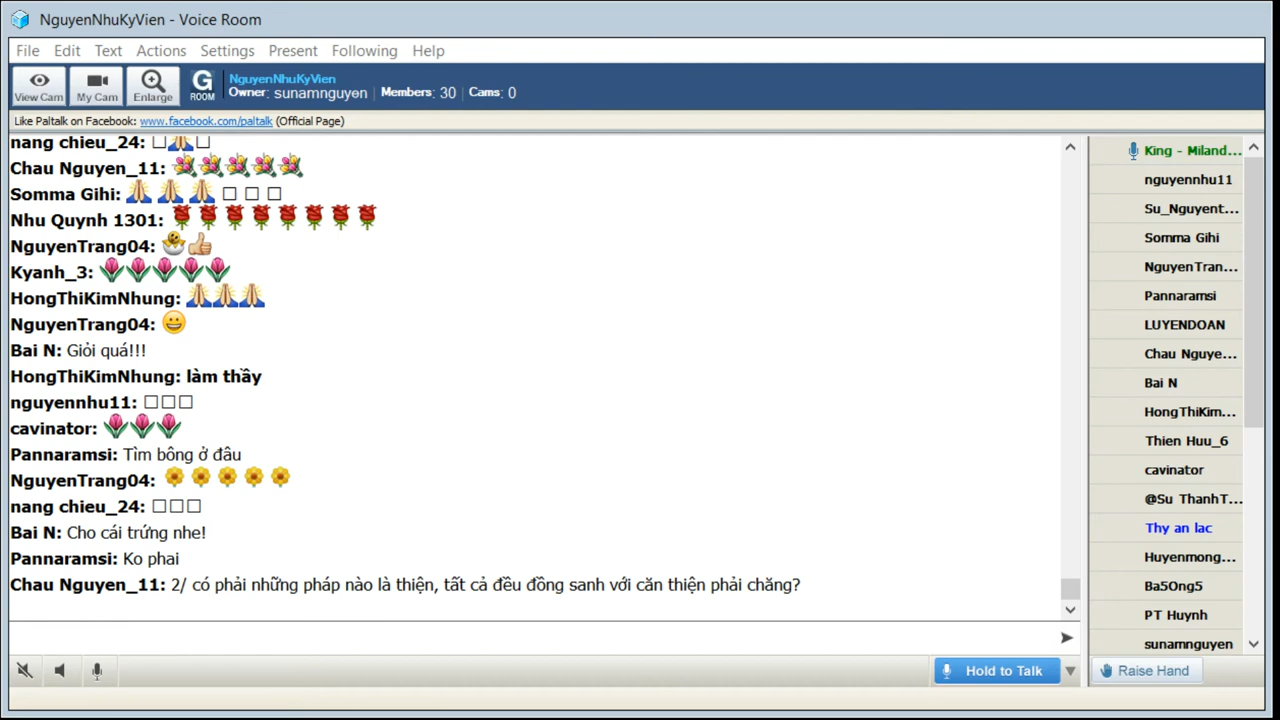 NguyenNhuKyVien - Voice Room
File Edit Text Actions Settings Present Following Help
View Cam My Cam Enlarge G ROOM
NguyenNhuKyVien
Owner: sunamnguyen Members: 30 Cams: 0
Like Paltalk on Facebook: www.facebook.com/paltalk (Official Page)
nang chieu_24: 🙏
Chau Nguyen_11: 💐💐💐💐💐
Somma Gihi: 🙏 🙏 🙏
Nhu Quynh 1301: 🌹🌹🌹🌹🌹🌹🌹🌹
NguyenTrang04: 🐣👍
Kyanh_3: 🌷🌷🌷🌷🌷
HongThiKimNhung: 🙏🙏🙏
NguyenTrang04: 😀
Bai N: Giỏi quá!!!
HongThiKimNhung: làm thầy
nguyennhu11: □□□
cavinator: 🌷🌷🌷
Pannaramsi: Tìm bông ở đâu
NguyenTrang04: 🌼🌼🌼🌼🌼
nang chieu_24: □□□
Bai N: Cho cái trứng nhe!
Pannaramsi: Ko phai
Chau Nguyen_11: 2/ có phải những pháp nào là thiện, tất cả đều đồng sanh với căn thiện phải chăng?
King - Miland...
nguyennhu11
Su_Nguyent...
Somma Gihi
NguyenTran...
Pannaramsi
LUYENDOAN
Chau Nguye...
Bai N
HongThiKim...
Thien Huu_6
cavinator
@Su ThanhT...
Thy an lac
Huyenmong...
Ba5Ong5
PT Huynh
sunamnguyen
Hold to Talk
Raise Hand